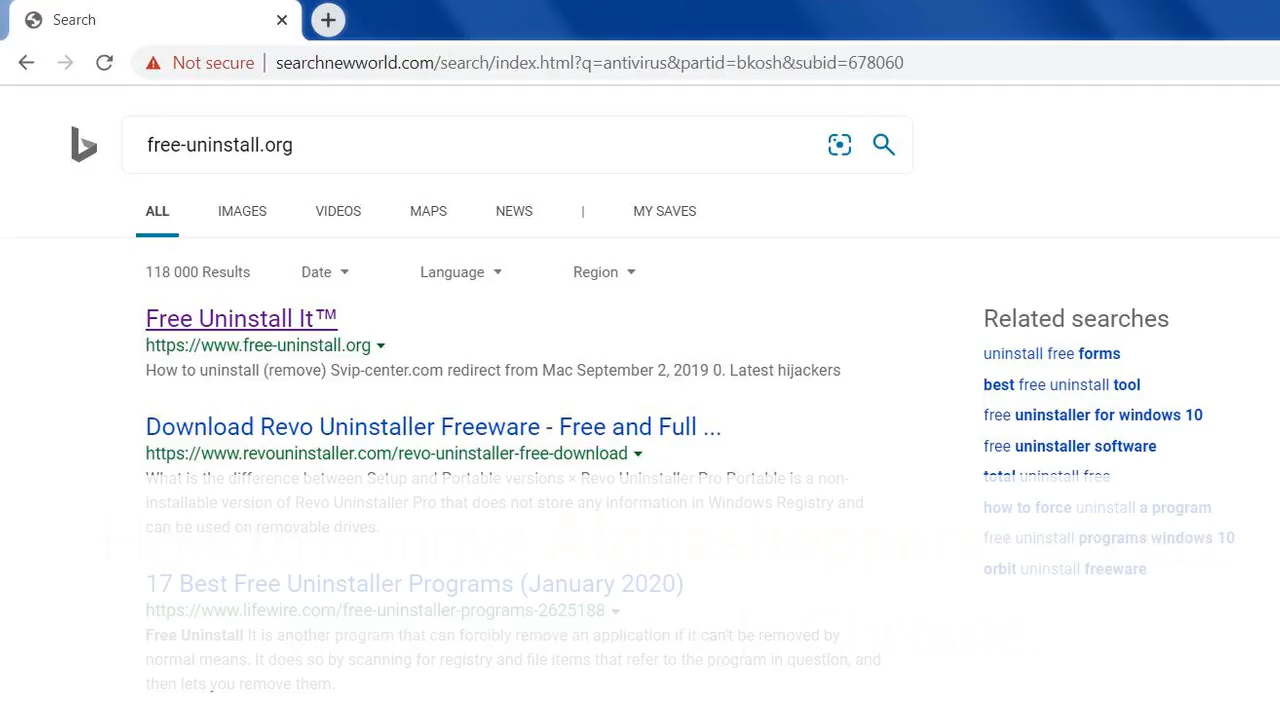 Search
Not secure | searchnewworld.com/search/index.html?q=antivirus&partid=bkosh&subid=678060
free-uninstall.org
ALL IMAGES VIDEOS MAPS NEWS | MY SAVES
118 000 Results Date Language Region
Free Uninstall It™
https://www.free-uninstall.org
How to uninstall (remove) Svip-center.com redirect from Mac September 2, 2019 0. Latest hijackers
Download Revo Uninstaller Freeware - Free and Full ...
https://www.revouninstaller.com/revo-uninstaller-free-download
What is the difference between Setup and Portable versions × Revo Uninstaller Pro Portable is a non-
installable version of Revo Uninstaller Pro that does not store any information in Windows Registry and
can be used on removable drives.
17 Best Free Uninstaller Programs (January 2020)
https://www.lifewire.com/free-uninstaller-programs-2625188
Free Uninstall It is another program that can forcibly remove an application if it can't be removed by
normal means. It does so by scanning for registry and file items that refer to the program in question, and
then lets you remove them.
Related searches
uninstall free forms
best free uninstall tool
free uninstaller for windows 10
free uninstaller software
total uninstall free
how to force uninstall a program
free uninstall programs windows 10
orbit uninstall freeware
How to remove